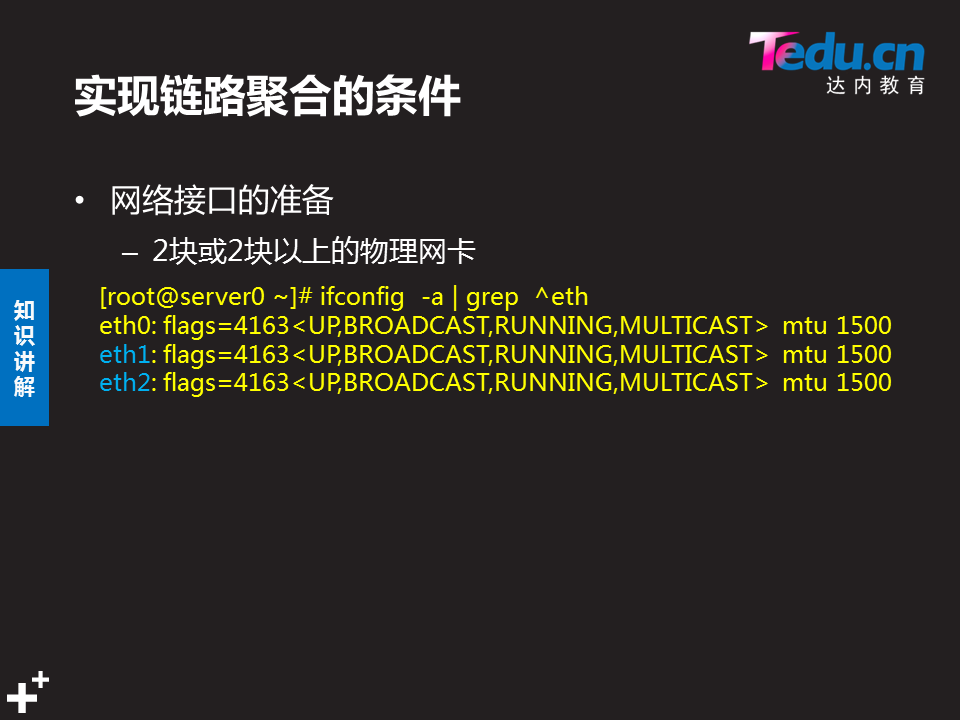 Tedu.cn
达内教育
实现链路聚合的条件
• 网络接口的准备
– 2块或2块以上的物理网卡
[root@server0 ~]# ifconfig -a | grep ^eth
eth0: flags=4163<UP,BROADCAST,RUNNING,MULTICAST> mtu 1500
eth1: flags=4163<UP,BROADCAST,RUNNING,MULTICAST> mtu 1500
eth2: flags=4163<UP,BROADCAST,RUNNING,MULTICAST> mtu 1500
知
识
讲
解